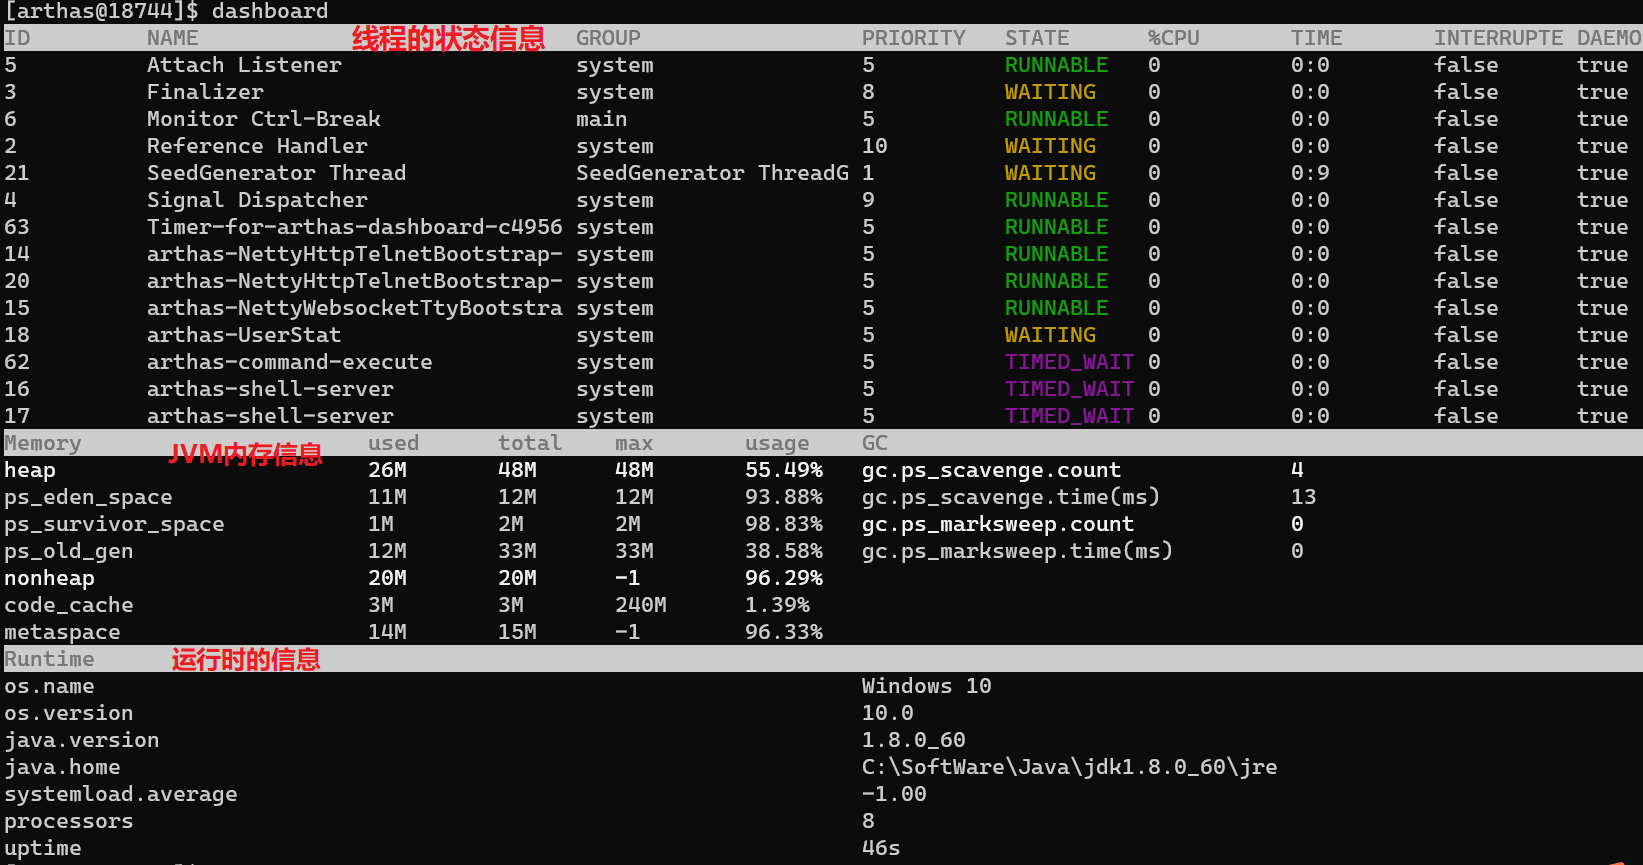 [arthas@18744]$ dashboard
ID NAME 线程的状态信息 GROUP PRIORITY STATE %CPU TIME INTERRUPTE DAEMO
5 Attach Listener system 5 RUNNABLE 0 0:0 false true
3 Finalizer system 8 WAITING 0 0:0 false true
6 Monitor Ctrl-Break main 5 RUNNABLE 0 0:0 false true
2 Reference Handler system 10 WAITING 0 0:0 false true
21 SeedGenerator Thread SeedGenerator ThreadG 1 WAITING 0 0:9 false true
4 Signal Dispatcher system 9 RUNNABLE 0 0:0 false true
63 Timer-for-arthas-dashboard-c4956 system 5 RUNNABLE 0 0:0 false true
14 arthas-NettyHttpTelnetBootstrap- system 5 RUNNABLE 0 0:0 false true
20 arthas-NettyHttpTelnetBootstrap- system 5 RUNNABLE 0 0:0 false true
15 arthas-NettyWebsocketTtyBootstra system 5 RUNNABLE 0 0:0 false true
18 arthas-UserStat system 5 WAITING 0 0:0 false true
62 arthas-command-execute system 5 TIMED_WAIT 0 0:0 false true
16 arthas-shell-server system 5 TIMED_WAIT 0 0:0 false true
17 arthas-shell-server system 5 TIMED_WAIT 0 0:0 false true
Memory JVM内存信息 used total max usage GC
heap 26M 48M 48M 55.49% gc.ps_scavenge.count 4
ps_eden_space 11M 12M 12M 93.88% gc.ps_scavenge.time(ms) 13
ps_survivor_space 1M 2M 2M 98.83% gc.ps_marksweep.count 0
ps_old_gen 12M 33M 33M 38.58% gc.ps_marksweep.time(ms) 0
nonheap 20M 20M -1 96.29%
code_cache 3M 3M 240M 1.39%
metaspace 14M 15M -1 96.33%
Runtime 运行时的信息
os.name Windows 10
os.version 10.0
java.version 1.8.0_60
java.home C:\SoftWare\Java\jdk1.8.0_60\jre
systemload.average -1.00
processors 8
uptime 46s